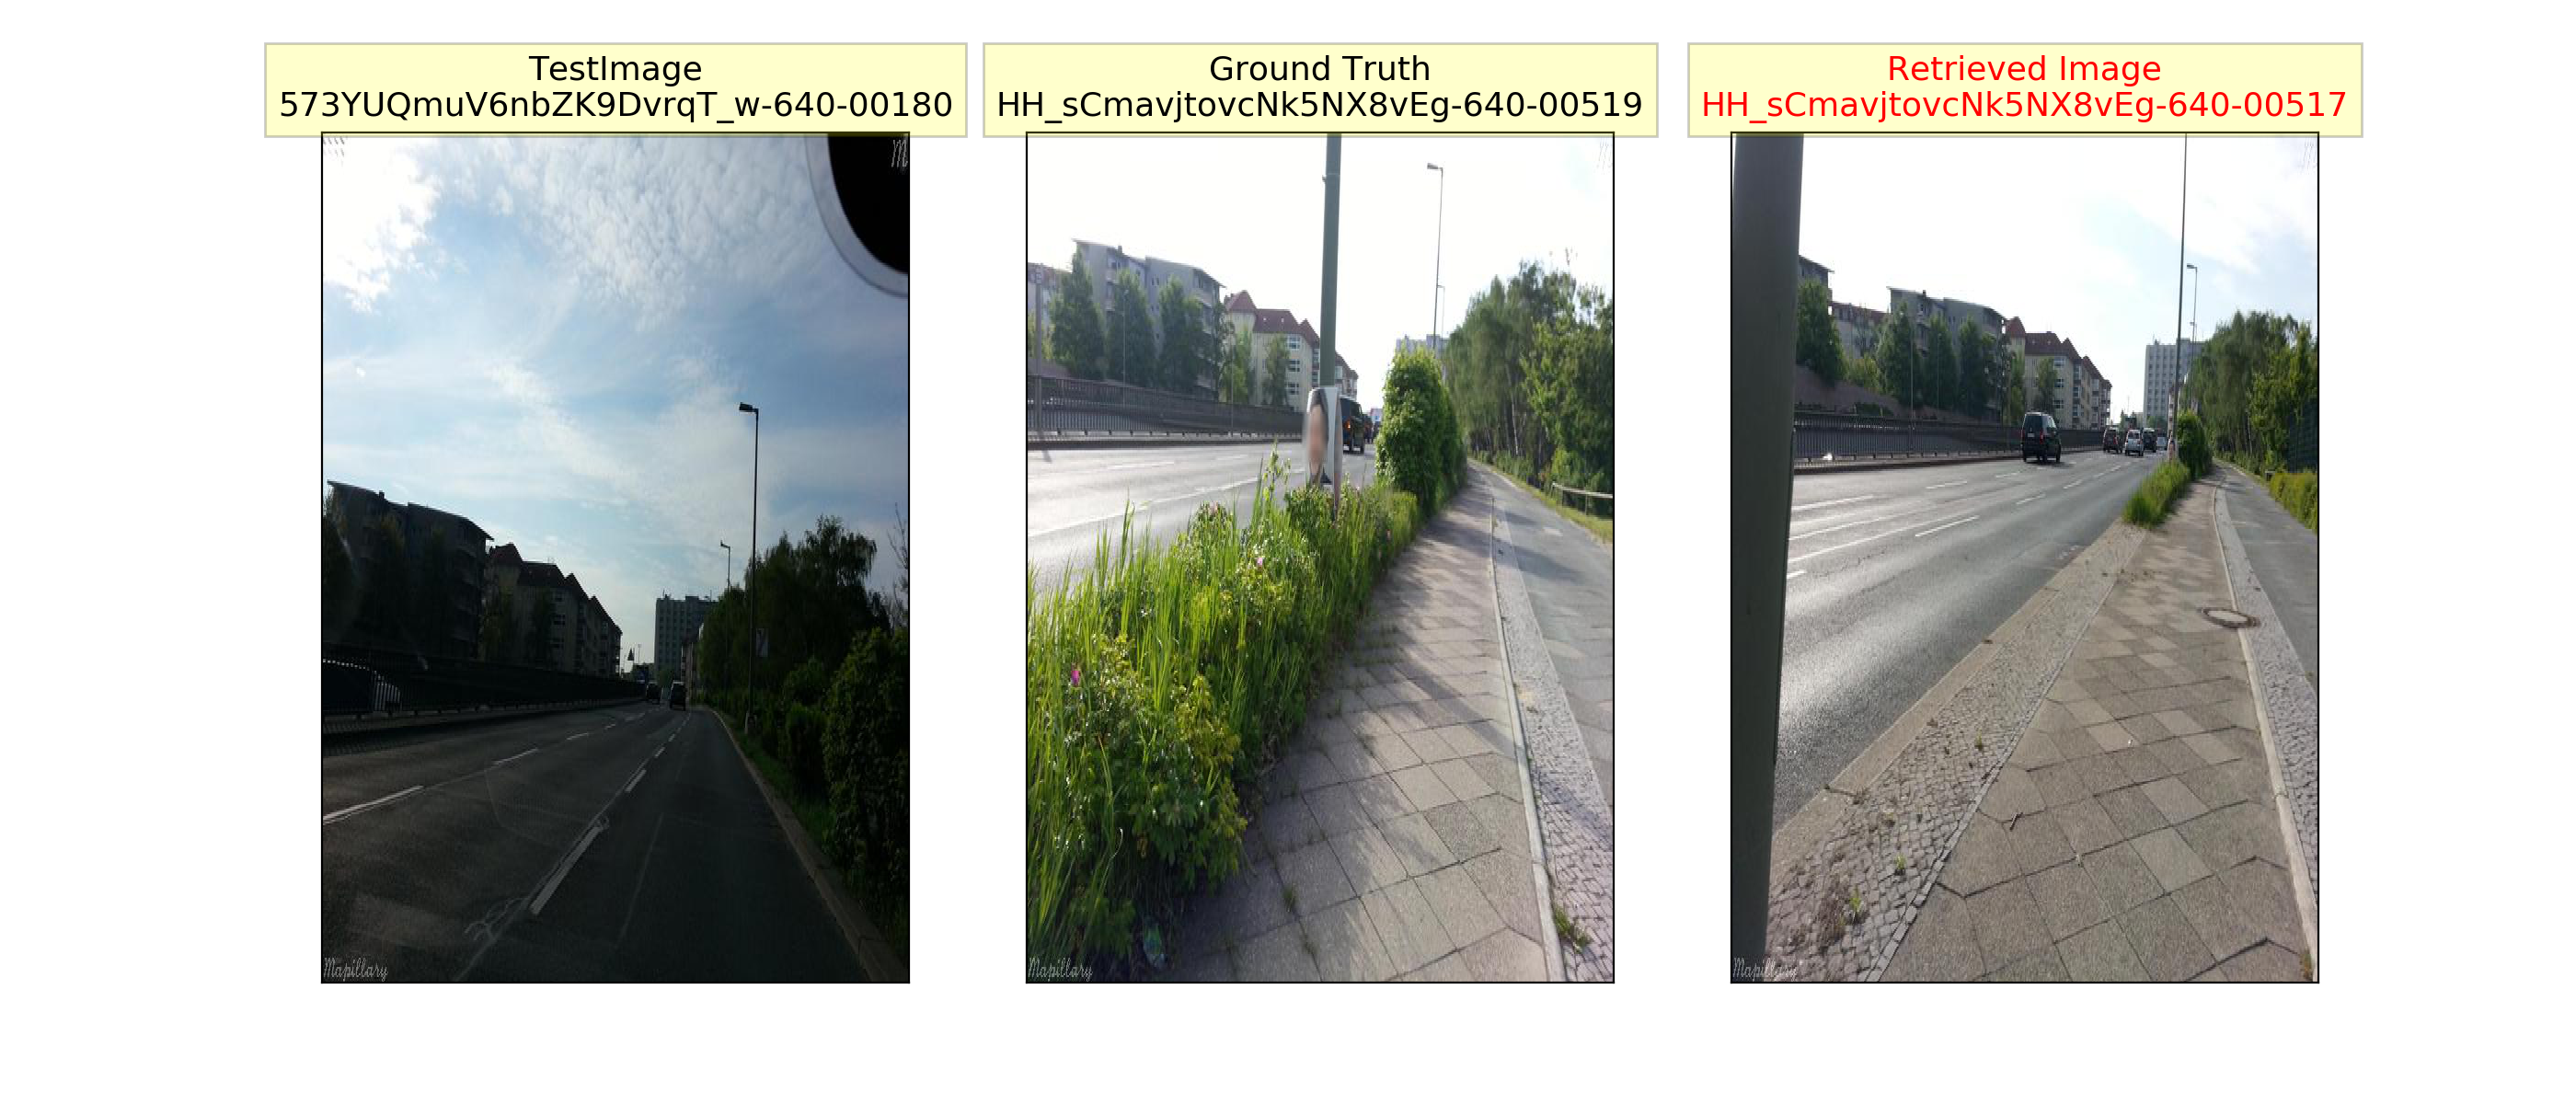 TestImage
573YUQmuV6nbZK9DvrqT_w-640-00180
Ground Truth
HH_sCmavjtovcNk5NX8vEg-640-00519
Retrieved Image
HH_sCmavjtovcNk5NX8vEg-640-00517
Mapillary
Mapillary
Mapillary